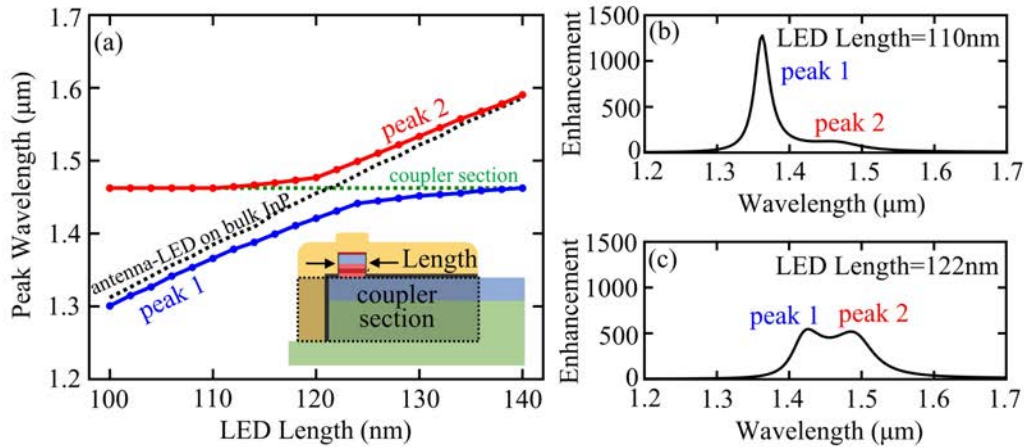 (a)
Peak Wavelength (μm)
1.6
1.5
1.4
1.3
1.2
peak 2
coupler section
antenna-LED on bulk InP
peak 1
Length
coupler
section
100 110 120 130 140
LED Length (nm)
(b)
LED Length=110nm
Enhancement
1500
1000
500
0
peak 1
peak 2
1.2 1.3 1.4 1.5 1.6 1.7
Wavelength (μm)
(c)
LED Length=122nm
Enhancement
1500
1000
500
0
peak 1 peak 2
1.2 1.3 1.4 1.5 1.6 1.7
Wavelength (μm)